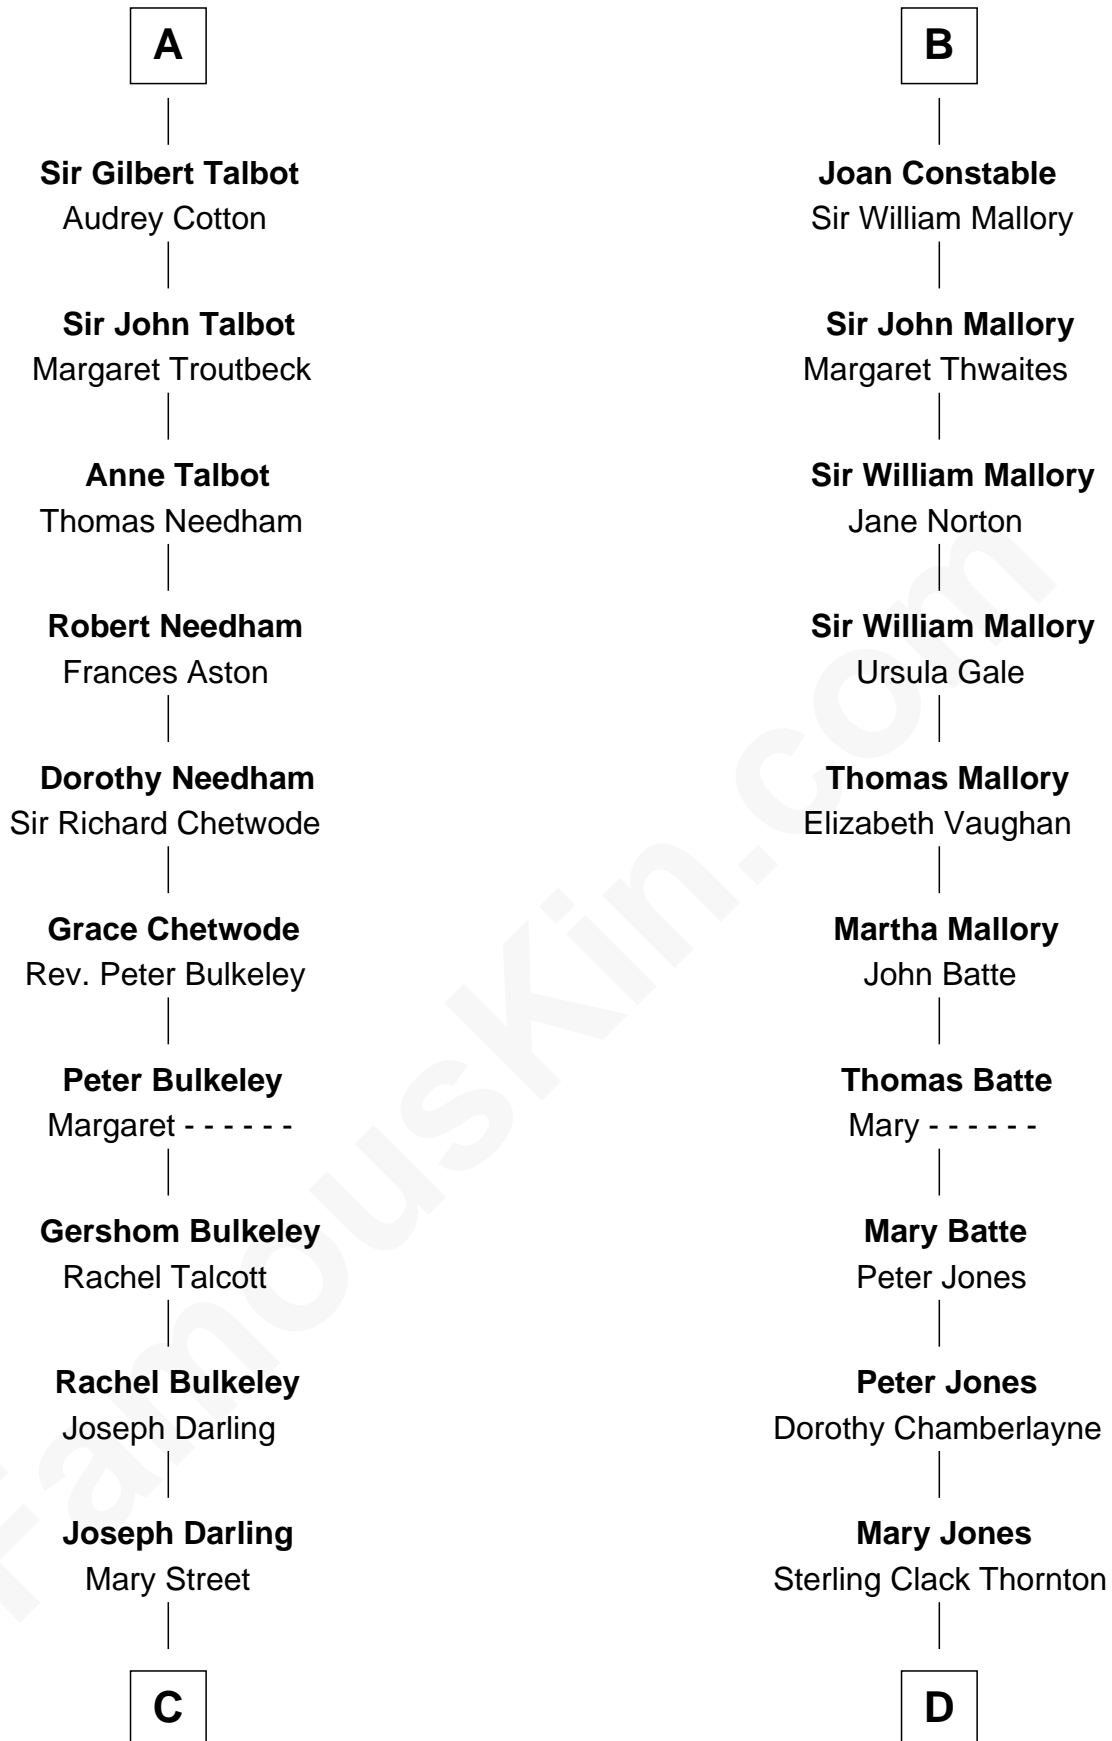 A
Sir Gilbert Talbot
Audrey Cotton
Sir John Talbot
Margaret Troutbeck
Anne Talbot
Thomas Needham
Robert Needham
Frances Aston
Dorothy Needham
Sir Richard Chetwode
Grace Chetwode
Rev. Peter Bulkeley
Peter Bulkeley
Margaret - - - - - -
Gershom Bulkeley
Rachel Talcott
Rachel Bulkeley
Joseph Darling
Joseph Darling
Mary Street
C
B
Joan Constable
Sir William Mallory
Sir John Mallory
Margaret Thwaites
Sir William Mallory
Jane Norton
Sir William Mallory
Ursula Gale
Thomas Mallory
Elizabeth Vaughan
Martha Mallory
John Batte
Thomas Batte
Mary - - - - - -
Mary Batte
Peter Jones
Peter Jones
Dorothy Chamberlayne
Mary Jones
Sterling Clack Thornton
D
FamousKin.com